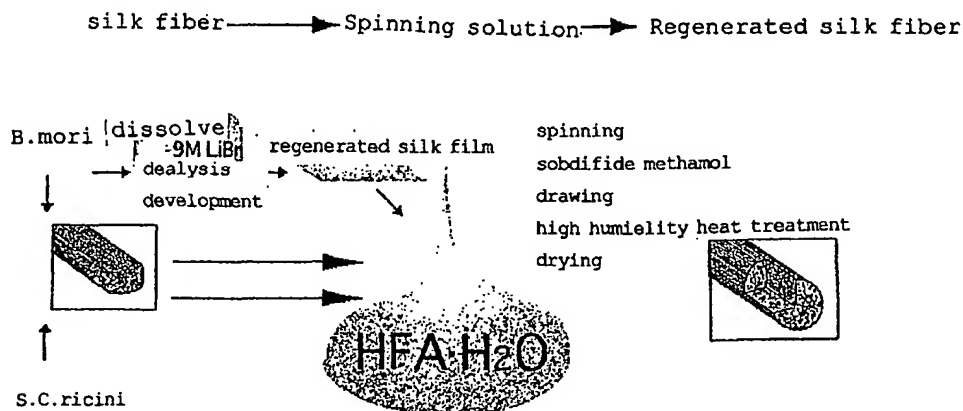 silk fiber Spinning solution Regenerated silk fiber
B.mori
dissolve
9M LiBr
dealysis
development
regenerated silk film
spinning
sobdifide methamol
drawing
high humielity heat treatment
drying
HFA·H2O
S.C.ricini